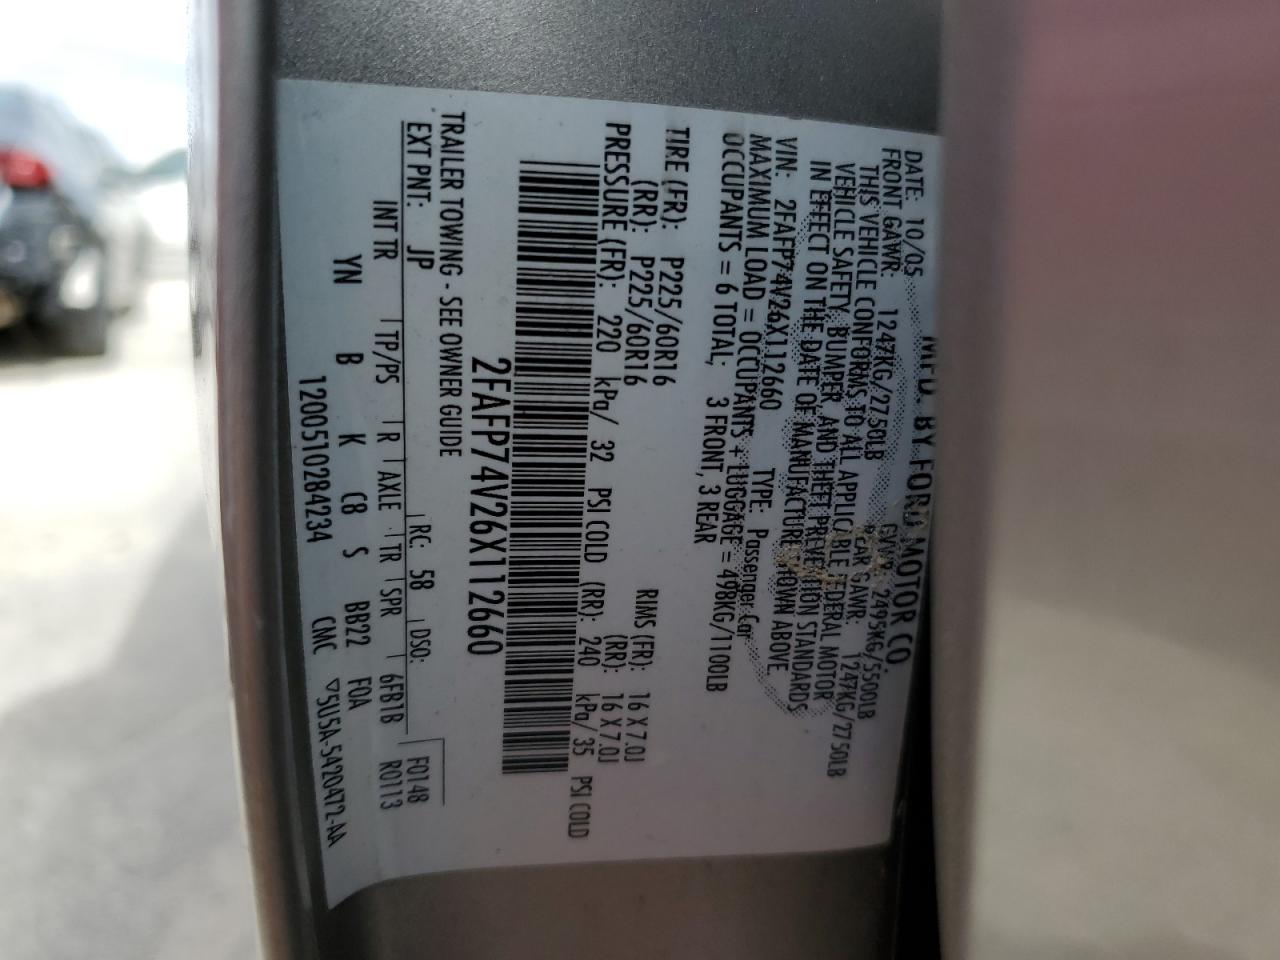 MFD. BY FORD MOTOR CO.
DATE: 10/05 GVWR: 2495KG/5500LB
FRONT GAWR: 1247KG/2750LB REAR GAWR: 1247KG/2750LB
THIS VEHICLE CONFORMS TO ALL APPLICABLE FEDERAL MOTOR
VEHICLE SAFETY, BUMPER, AND THEFT PREVENTION STANDARDS
IN EFFECT ON THE DATE OF MANUFACTURE SHOWN ABOVE.
VIN: 2FAFP74V26X112660 TYPE: Passenger Car
MAXIMUM LOAD = OCCUPANTS + LUGGAGE = 498KG/1100LB
OCCUPANTS = 6 TOTAL, 3 FRONT, 3 REAR
TIRE (FR): P225/60R16 RIMS (FR): 16 X 7.0J
(RR): P225/60R16 (RR): 16 X 7.0J
PRESSURE (FR): 220 kPa/ 32 PSI COLD (RR): 240 kPa/35 PSI COLD
2FAFP74V26X112660
TRAILER TOWING - SEE OWNER GUIDE
EXT PNT: JP RC: 58 DSO: F0148
R0113
INT TR TP/PS R AXLE TR SPR 6FB1B
YN B K C8 S BB22 F0A
1200510284234 CMC ▽5U5A-5420472-AA